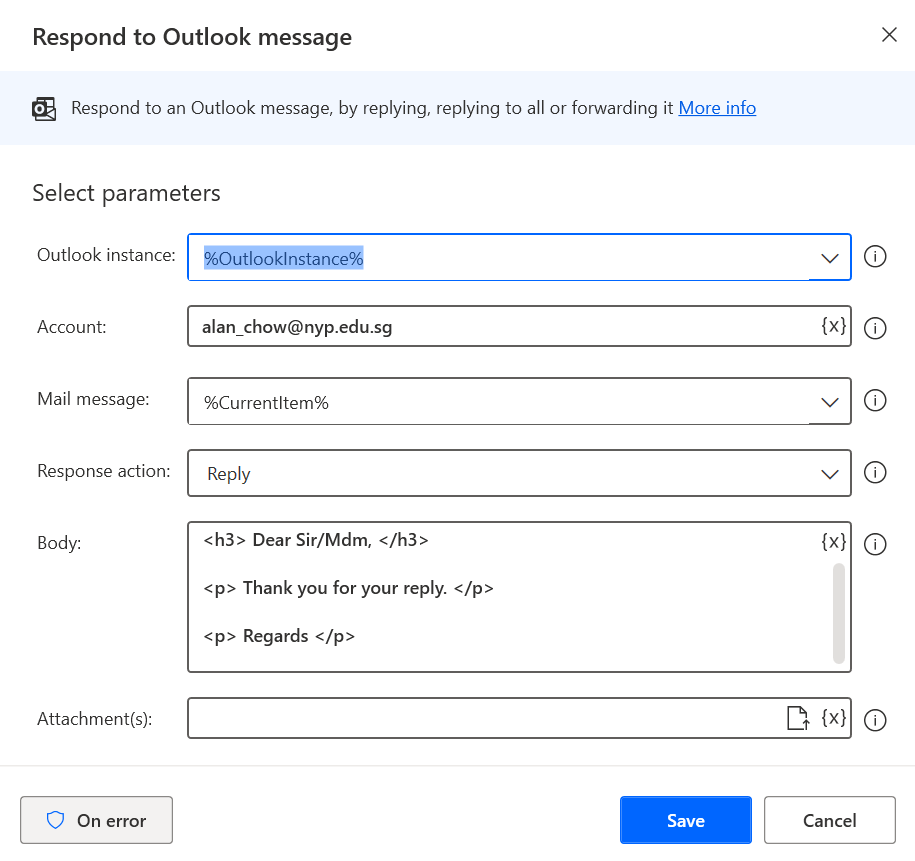 Respond to Outlook message
Respond to an Outlook message, by replying, replying to all or forwarding it More info
Select parameters
Outlook instance: %OutlookInstance%
Account: alan_chow@nyp.edu.sg {x}
Mail message: %CurrentItem%
Response action: Reply
Body: <h3> Dear Sir/Mdm, </h3> {x}
<p> Thank you for your reply. </p>
<p> Regards </p>
Attachment(s): {x}
On error Save Cancel